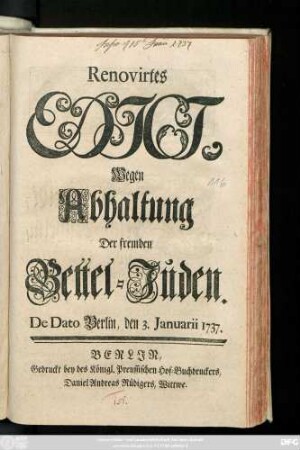 Renovirtes
EDICT,
Wegen
Abhaltung
Der fremden
Bettel-Juden.
De Dato Berlin, den 3. Januarii 1737.
BERLIN,
Gedruckt bey des Königl. Preußischen Hof-Buchdruckers,
Daniel Andreas Rüdigers, Wittwe.